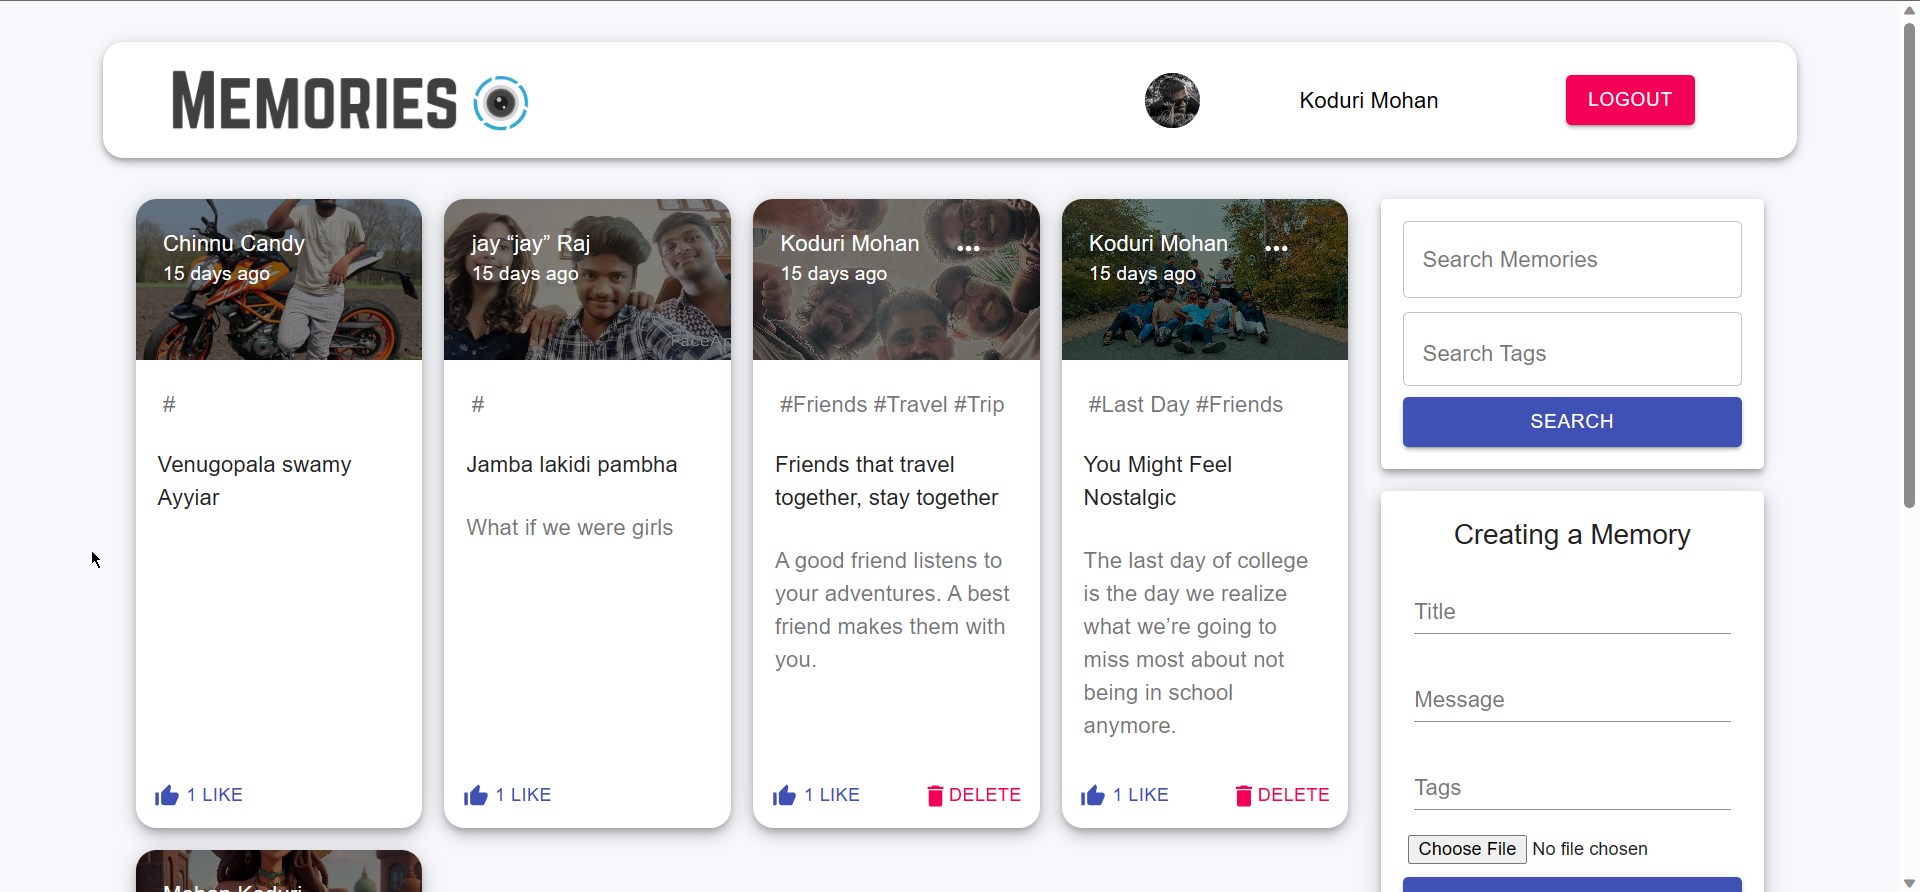 MEMORIES
Koduri Mohan
LOGOUT
Chinnu Candy
15 days ago
#
Venugopala swamy
Ayyiar
1 LIKE
jay “jay” Raj
15 days ago
FaceAp
#
Jamba lakidi pambha
What if we were girls
1 LIKE
Koduri Mohan
15 days ago
#Friends #Travel #Trip
Friends that travel
together, stay together
A good friend listens to
your adventures. A best
friend makes them with
you.
1 LIKE
DELETE
Koduri Mohan
15 days ago
#Last Day #Friends
You Might Feel
Nostalgic
The last day of college
is the day we realize
what we’re going to
miss most about not
being in school
anymore.
1 LIKE
DELETE
Mohan Koduri
Search Memories
Search Tags
SEARCH
Creating a Memory
Title
Message
Tags
Choose File No file chosen